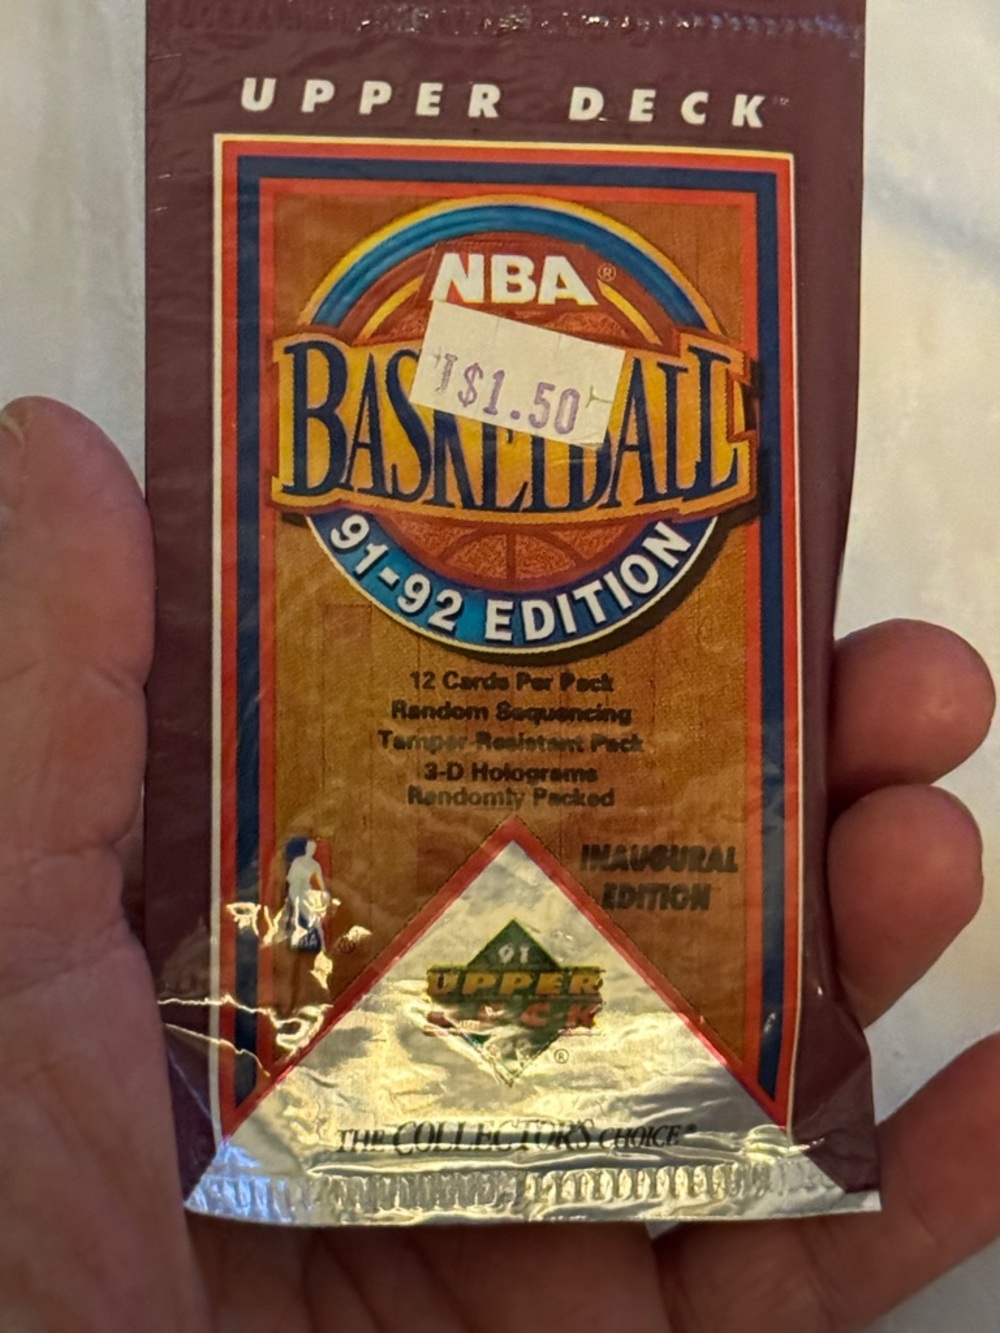 UPPER DECK™
NBA®
BASKETBALL
$1.50
91-92 EDITION
12 Cards Per Pack
Random Sequencing
Tamper-Resistant Pack
3-D Holograms
Randomly Packed
INAUGURAL
EDITION
91
UPPER
DECK
®
THE COLLECTOR'S CHOICE®